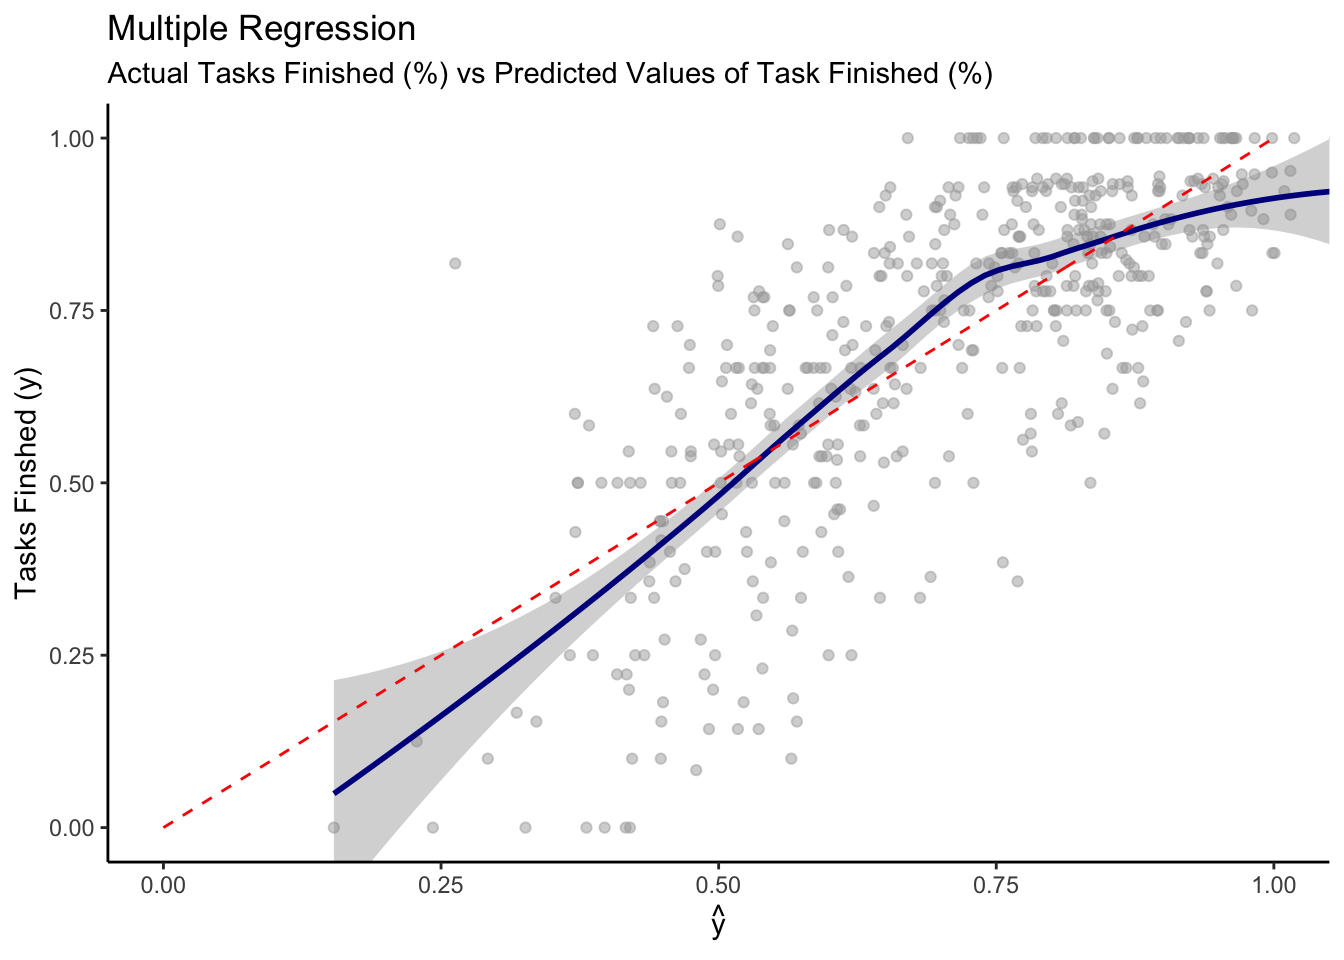 Multiple Regression
Actual Tasks Finished (%) vs Predicted Values of Task Finished (%)
Tasks Finshed (y)
1.00
0.75
0.50
0.25
0.00
0.00 0.25 0.50 0.75 1.00
ŷ